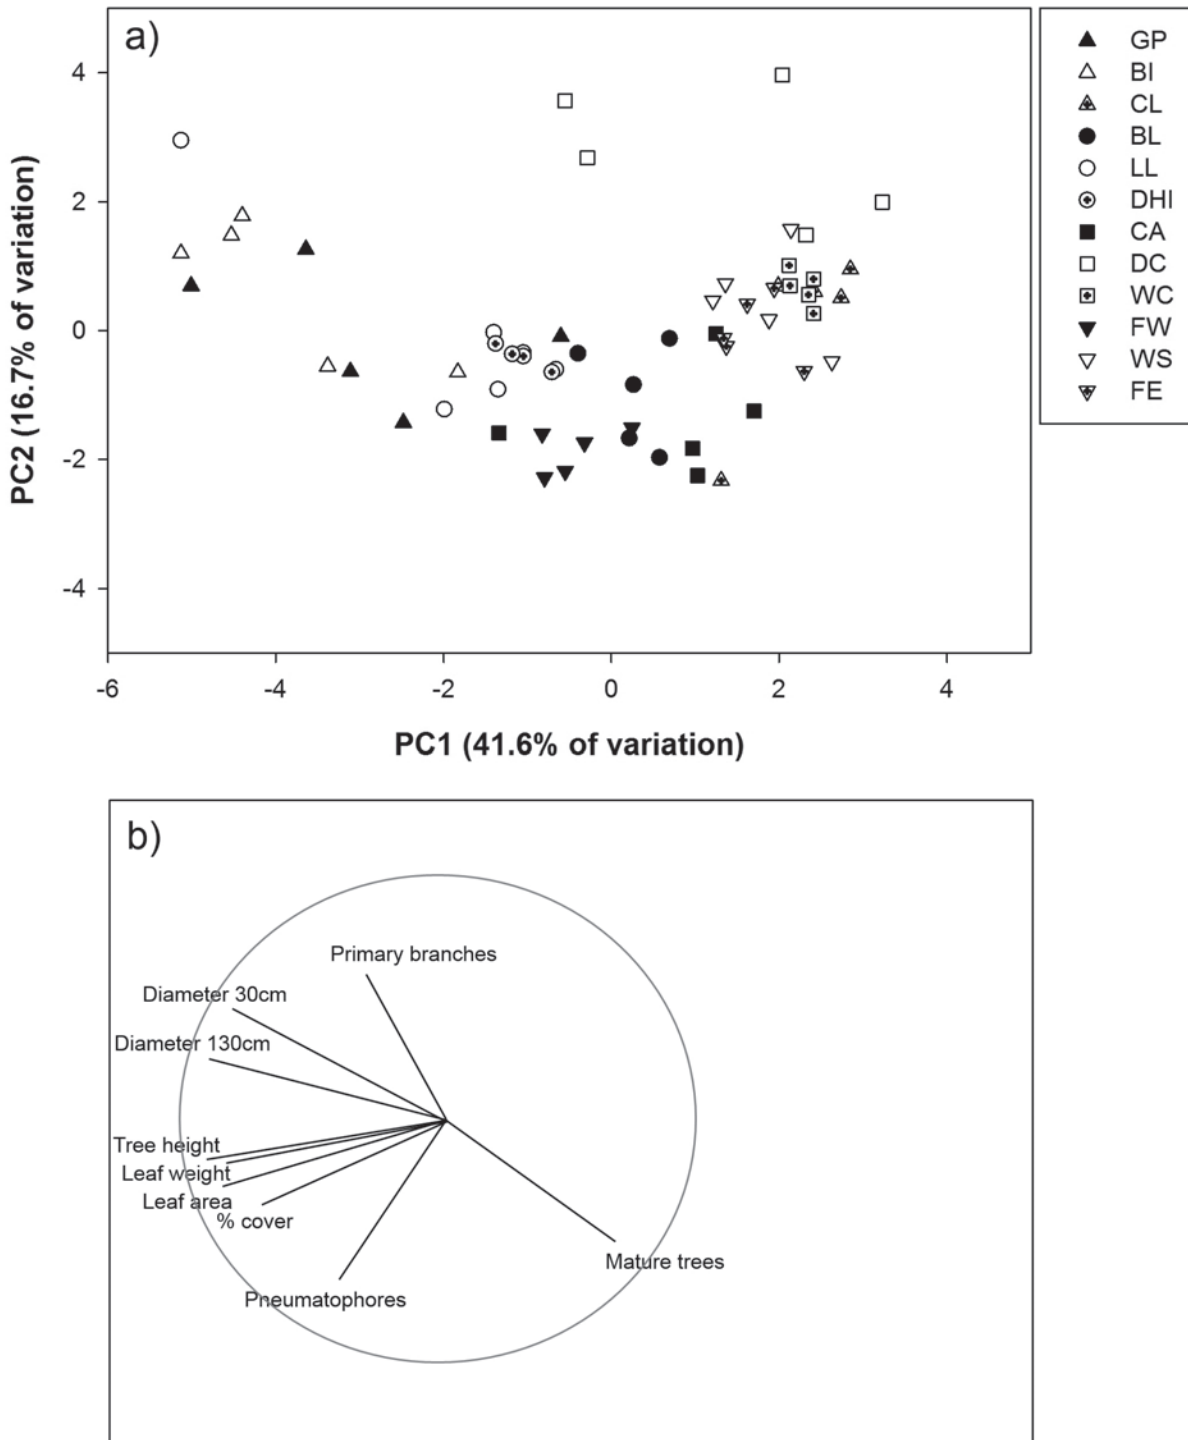 a)
4
2
0
-2
-4
PC2 (16.7% of variation)
-6
-4
-2
0
2
4
PC1 (41.6% of variation)
GP
BI
CL
BL
LL
DHI
CA
DC
WC
FW
WS
FE
b)
Primary branches
Diameter 30cm
Diameter 130cm
Tree height
Leaf weight
Leaf area
% cover
Pneumatophores
Mature trees